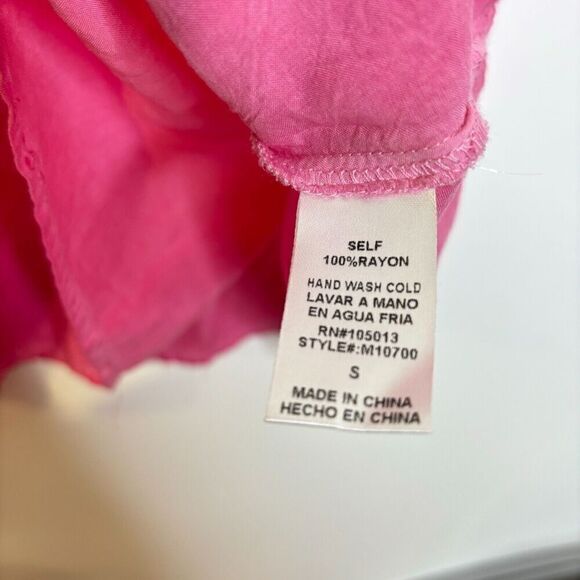 SELF
100%RAYON
HAND WASH COLD
LAVAR A MANO
EN AGUA FRIA
RN#105013
STYLE#:M10700
S
MADE IN CHINA
HECHO EN CHINA